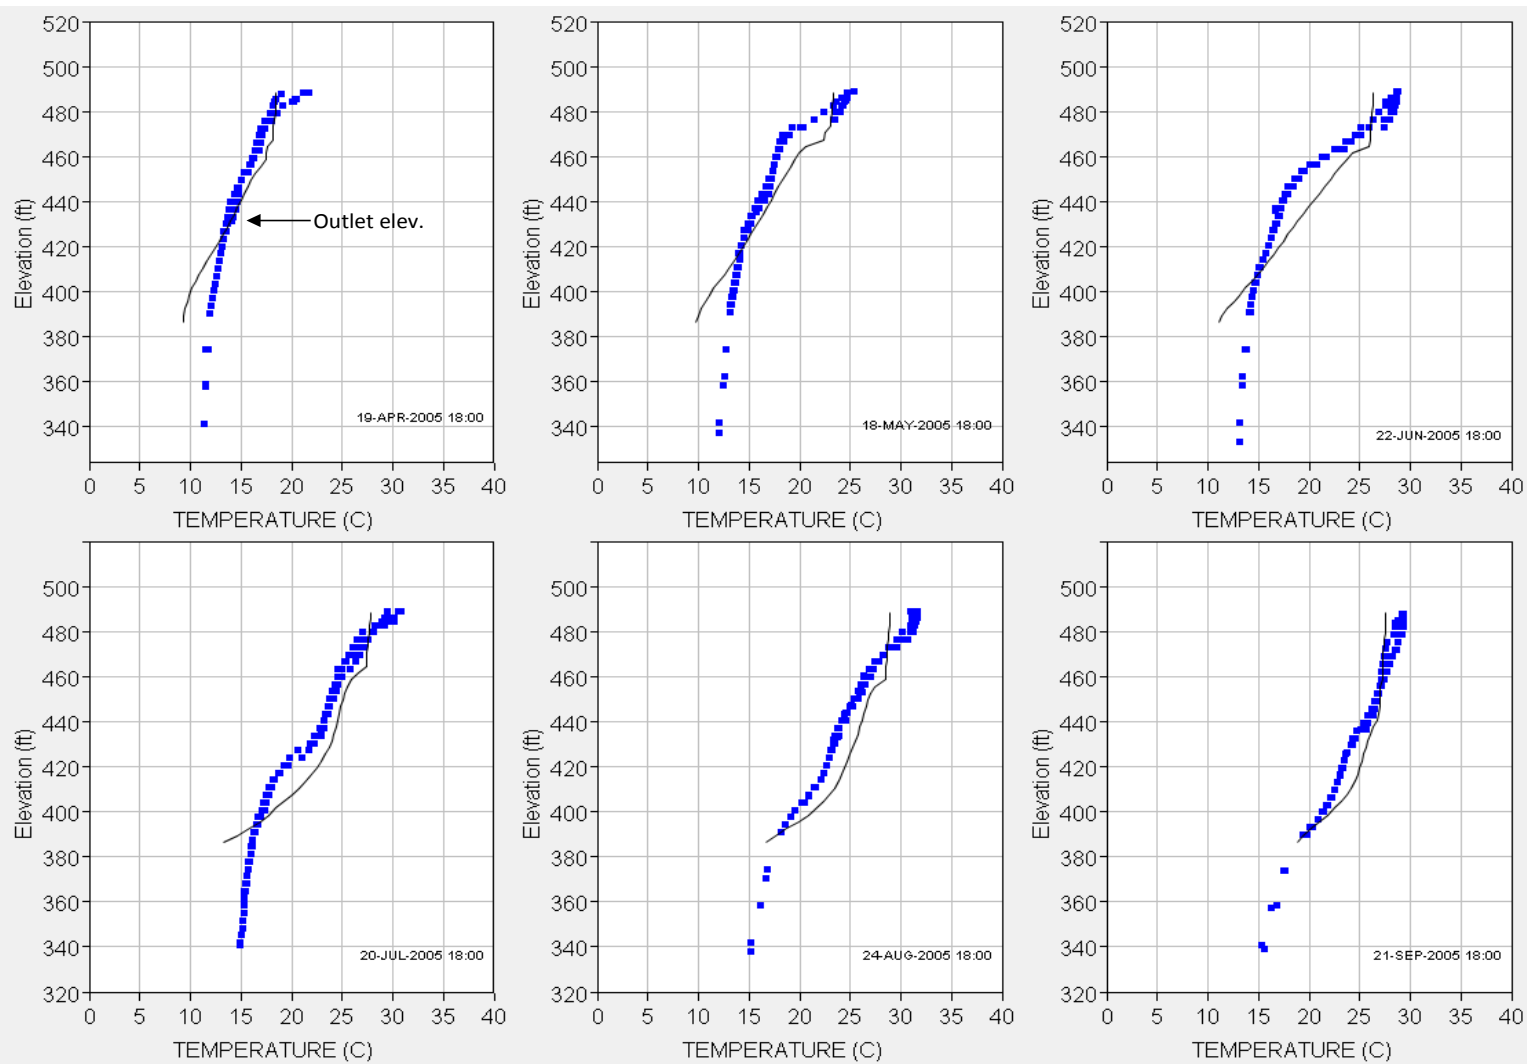 520
500
480
460
440
420
400
380
360
340
Elevation (ft)
Outlet elev.
19-APR-2005 18:00
0 5 10 15 20 25 30 35 40
TEMPERATURE (C)
520
500
480
460
440
420
400
380
360
340
Elevation (ft)
18-MAY-2005 18:00
0 5 10 15 20 25 30 35 40
TEMPERATURE (C)
520
500
480
460
440
420
400
380
360
340
Elevation (ft)
22-JUN-2005 18:00
0 5 10 15 20 25 30 35 40
TEMPERATURE (C)
500
480
460
440
420
400
380
360
340
320
Elevation (ft)
20-JUL-2005 18:00
0 5 10 15 20 25 30 35 40
TEMPERATURE (C)
500
480
460
440
420
400
380
360
340
320
Elevation (ft)
24-AUG-2005 18:00
0 5 10 15 20 25 30 35 40
TEMPERATURE (C)
500
480
460
440
420
400
380
360
340
320
Elevation (ft)
21-SEP-2005 18:00
0 5 10 15 20 25 30 35 40
TEMPERATURE (C)